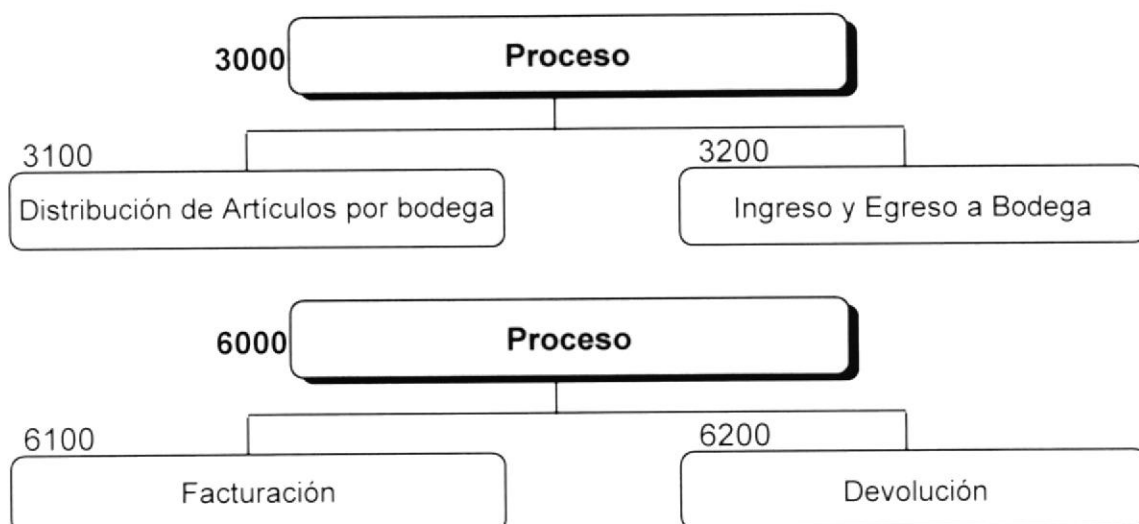 3000 Proceso
3100
3200
Distribución de Artículos por bodega
Ingreso y Egreso a Bodega
6000 Proceso
6100
6200
Facturación
Devolución